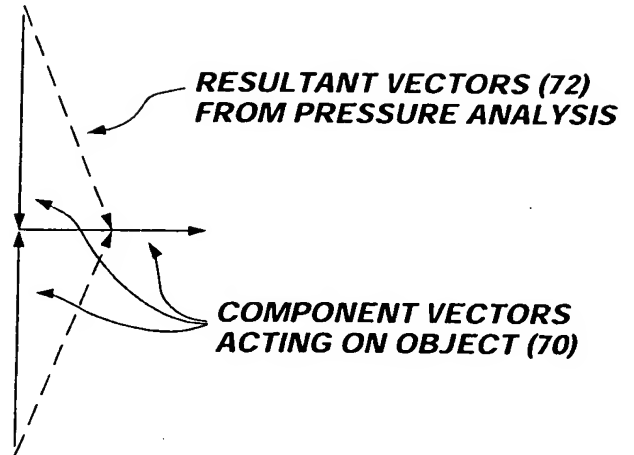 RESULTANT VECTORS (72)
FROM PRESSURE ANALYSIS
COMPONENT VECTORS
ACTING ON OBJECT (70)